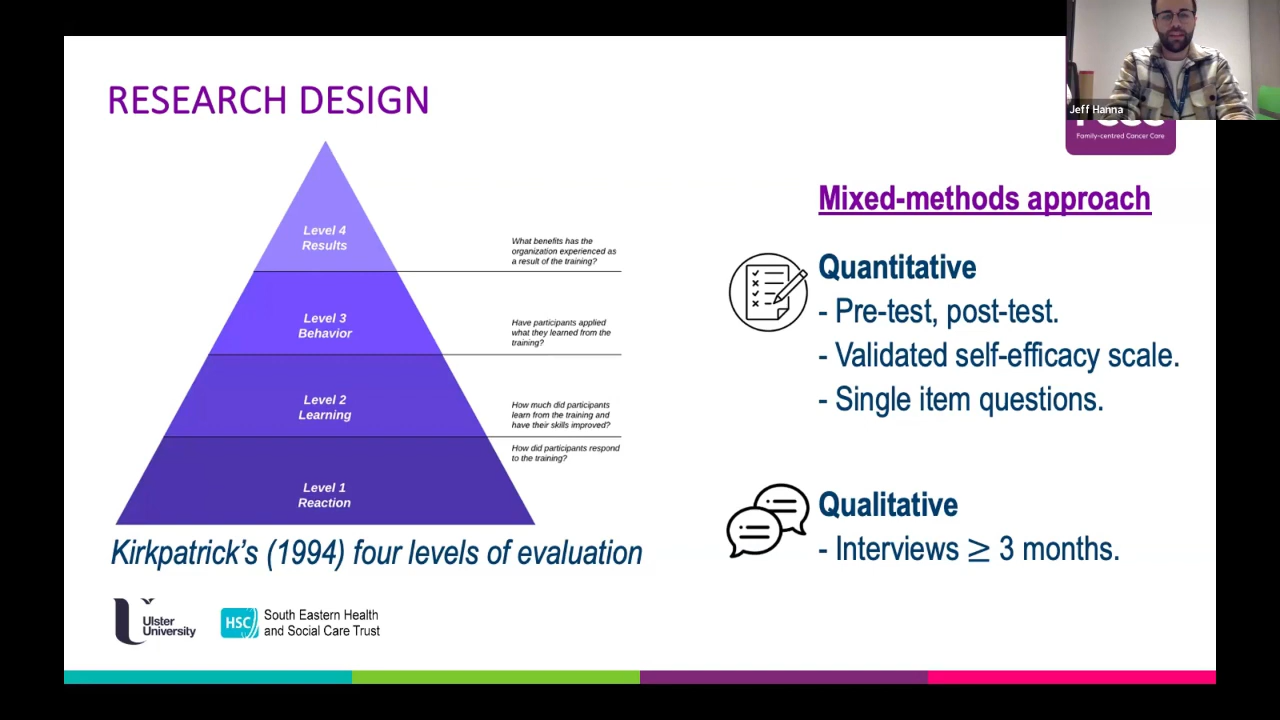 RESEARCH DESIGN
Jeff Hanna
Family-centred Cancer Care
Level 4
Results
What benefits has the
organization experienced as
a result of the training?
Level 3
Behavior
Have participants applied
what they learned from the
training?
Level 2
Learning
How much did participants
learn from the training and
have their skills improved?
How did participants respond
to the training?
Level 1
Reaction
Kirkpatrick's (1994) four levels of evaluation
Mixed-methods approach
Quantitative
- Pre-test, post-test.
- Validated self-efficacy scale.
- Single item questions.
Qualitative
- Interviews ≥ 3 months.
Ulster
University
HSC
South Eastern Health
and Social Care Trust